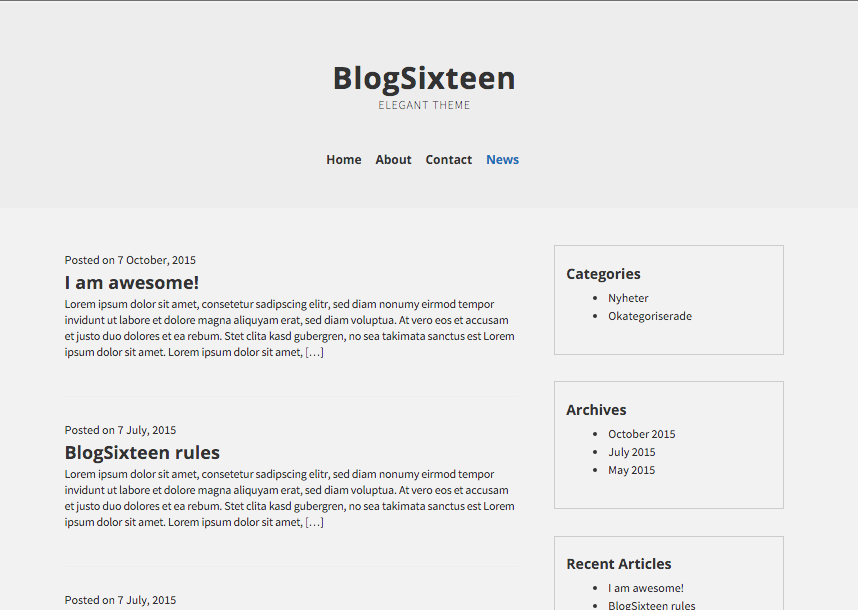 BlogSixteen
ELEGANT THEME
Home About Contact News
Posted on 7 October, 2015
I am awesome!
Lorem ipsum dolor sit amet, consetetur sadipscing elitr, sed diam nonumy eirmod tempor
invidunt ut labore et dolore magna aliquyam erat, sed diam voluptua. At vero eos et accusam
et justo duo dolores et ea rebum. Stet clita kasd gubergren, no sea takimata sanctus est Lorem
ipsum dolor sit amet. Lorem ipsum dolor sit amet, […]
Posted on 7 July, 2015
BlogSixteen rules
Lorem ipsum dolor sit amet, consetetur sadipscing elitr, sed diam nonumy eirmod tempor
invidunt ut labore et dolore magna aliquyam erat, sed diam voluptua. At vero eos et accusam
et justo duo dolores et ea rebum. Stet clita kasd gubergren, no sea takimata sanctus est Lorem
ipsum dolor sit amet. Lorem ipsum dolor sit amet, […]
Posted on 7 July, 2015
Categories
• Nyheter
• Okategoriserade
Archives
• October 2015
• July 2015
• May 2015
Recent Articles
• I am awesome!
• BlogSixteen rules